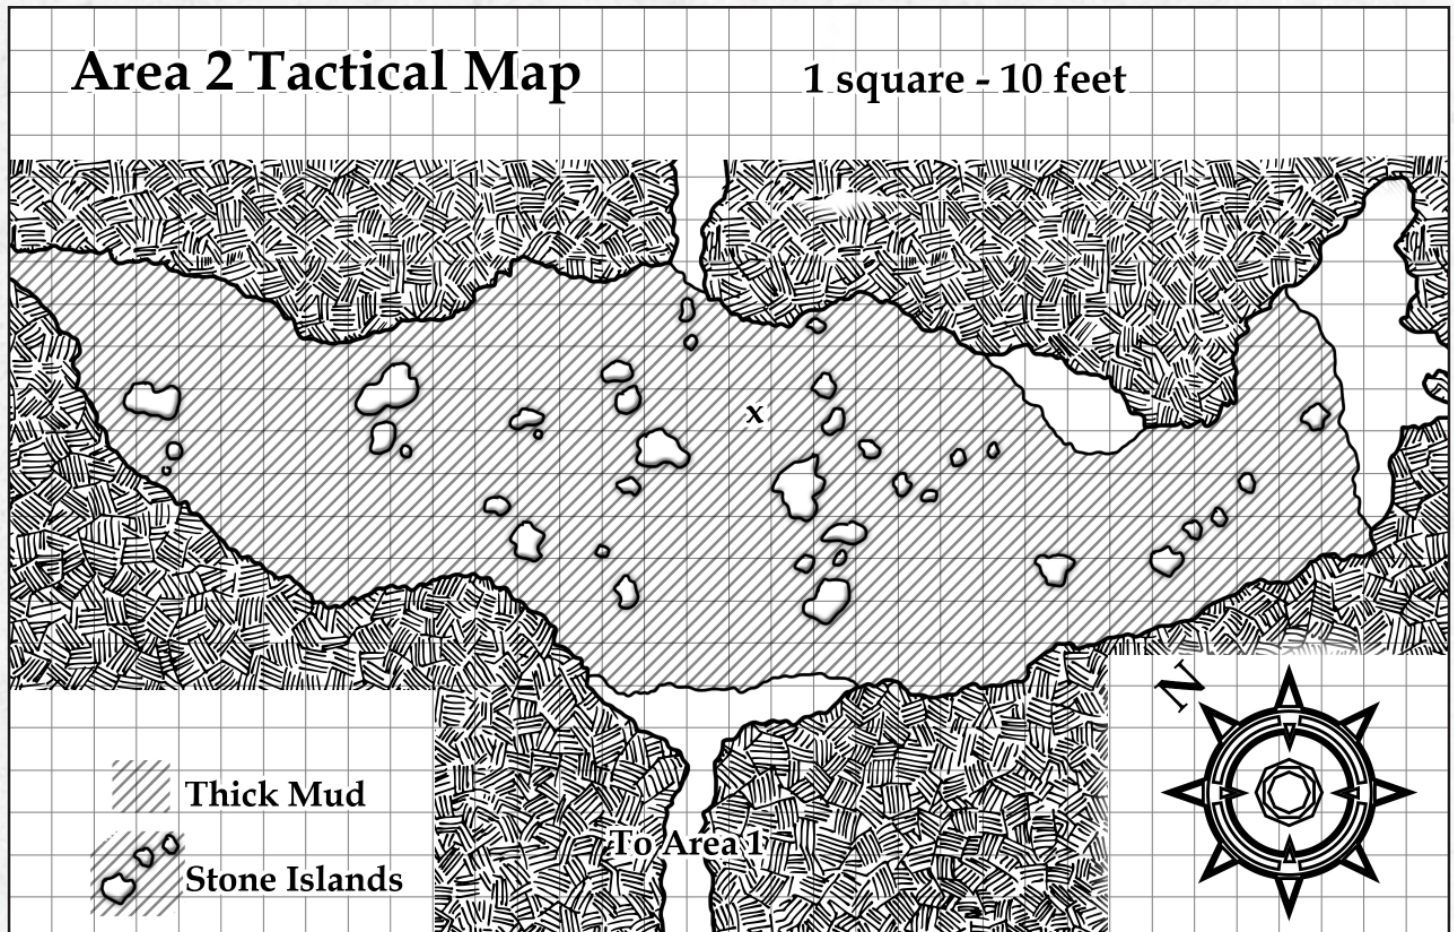 Area 2 Tactical Map
1 square - 10 feet
x
N
Thick Mud
To Area 1
Stone Islands